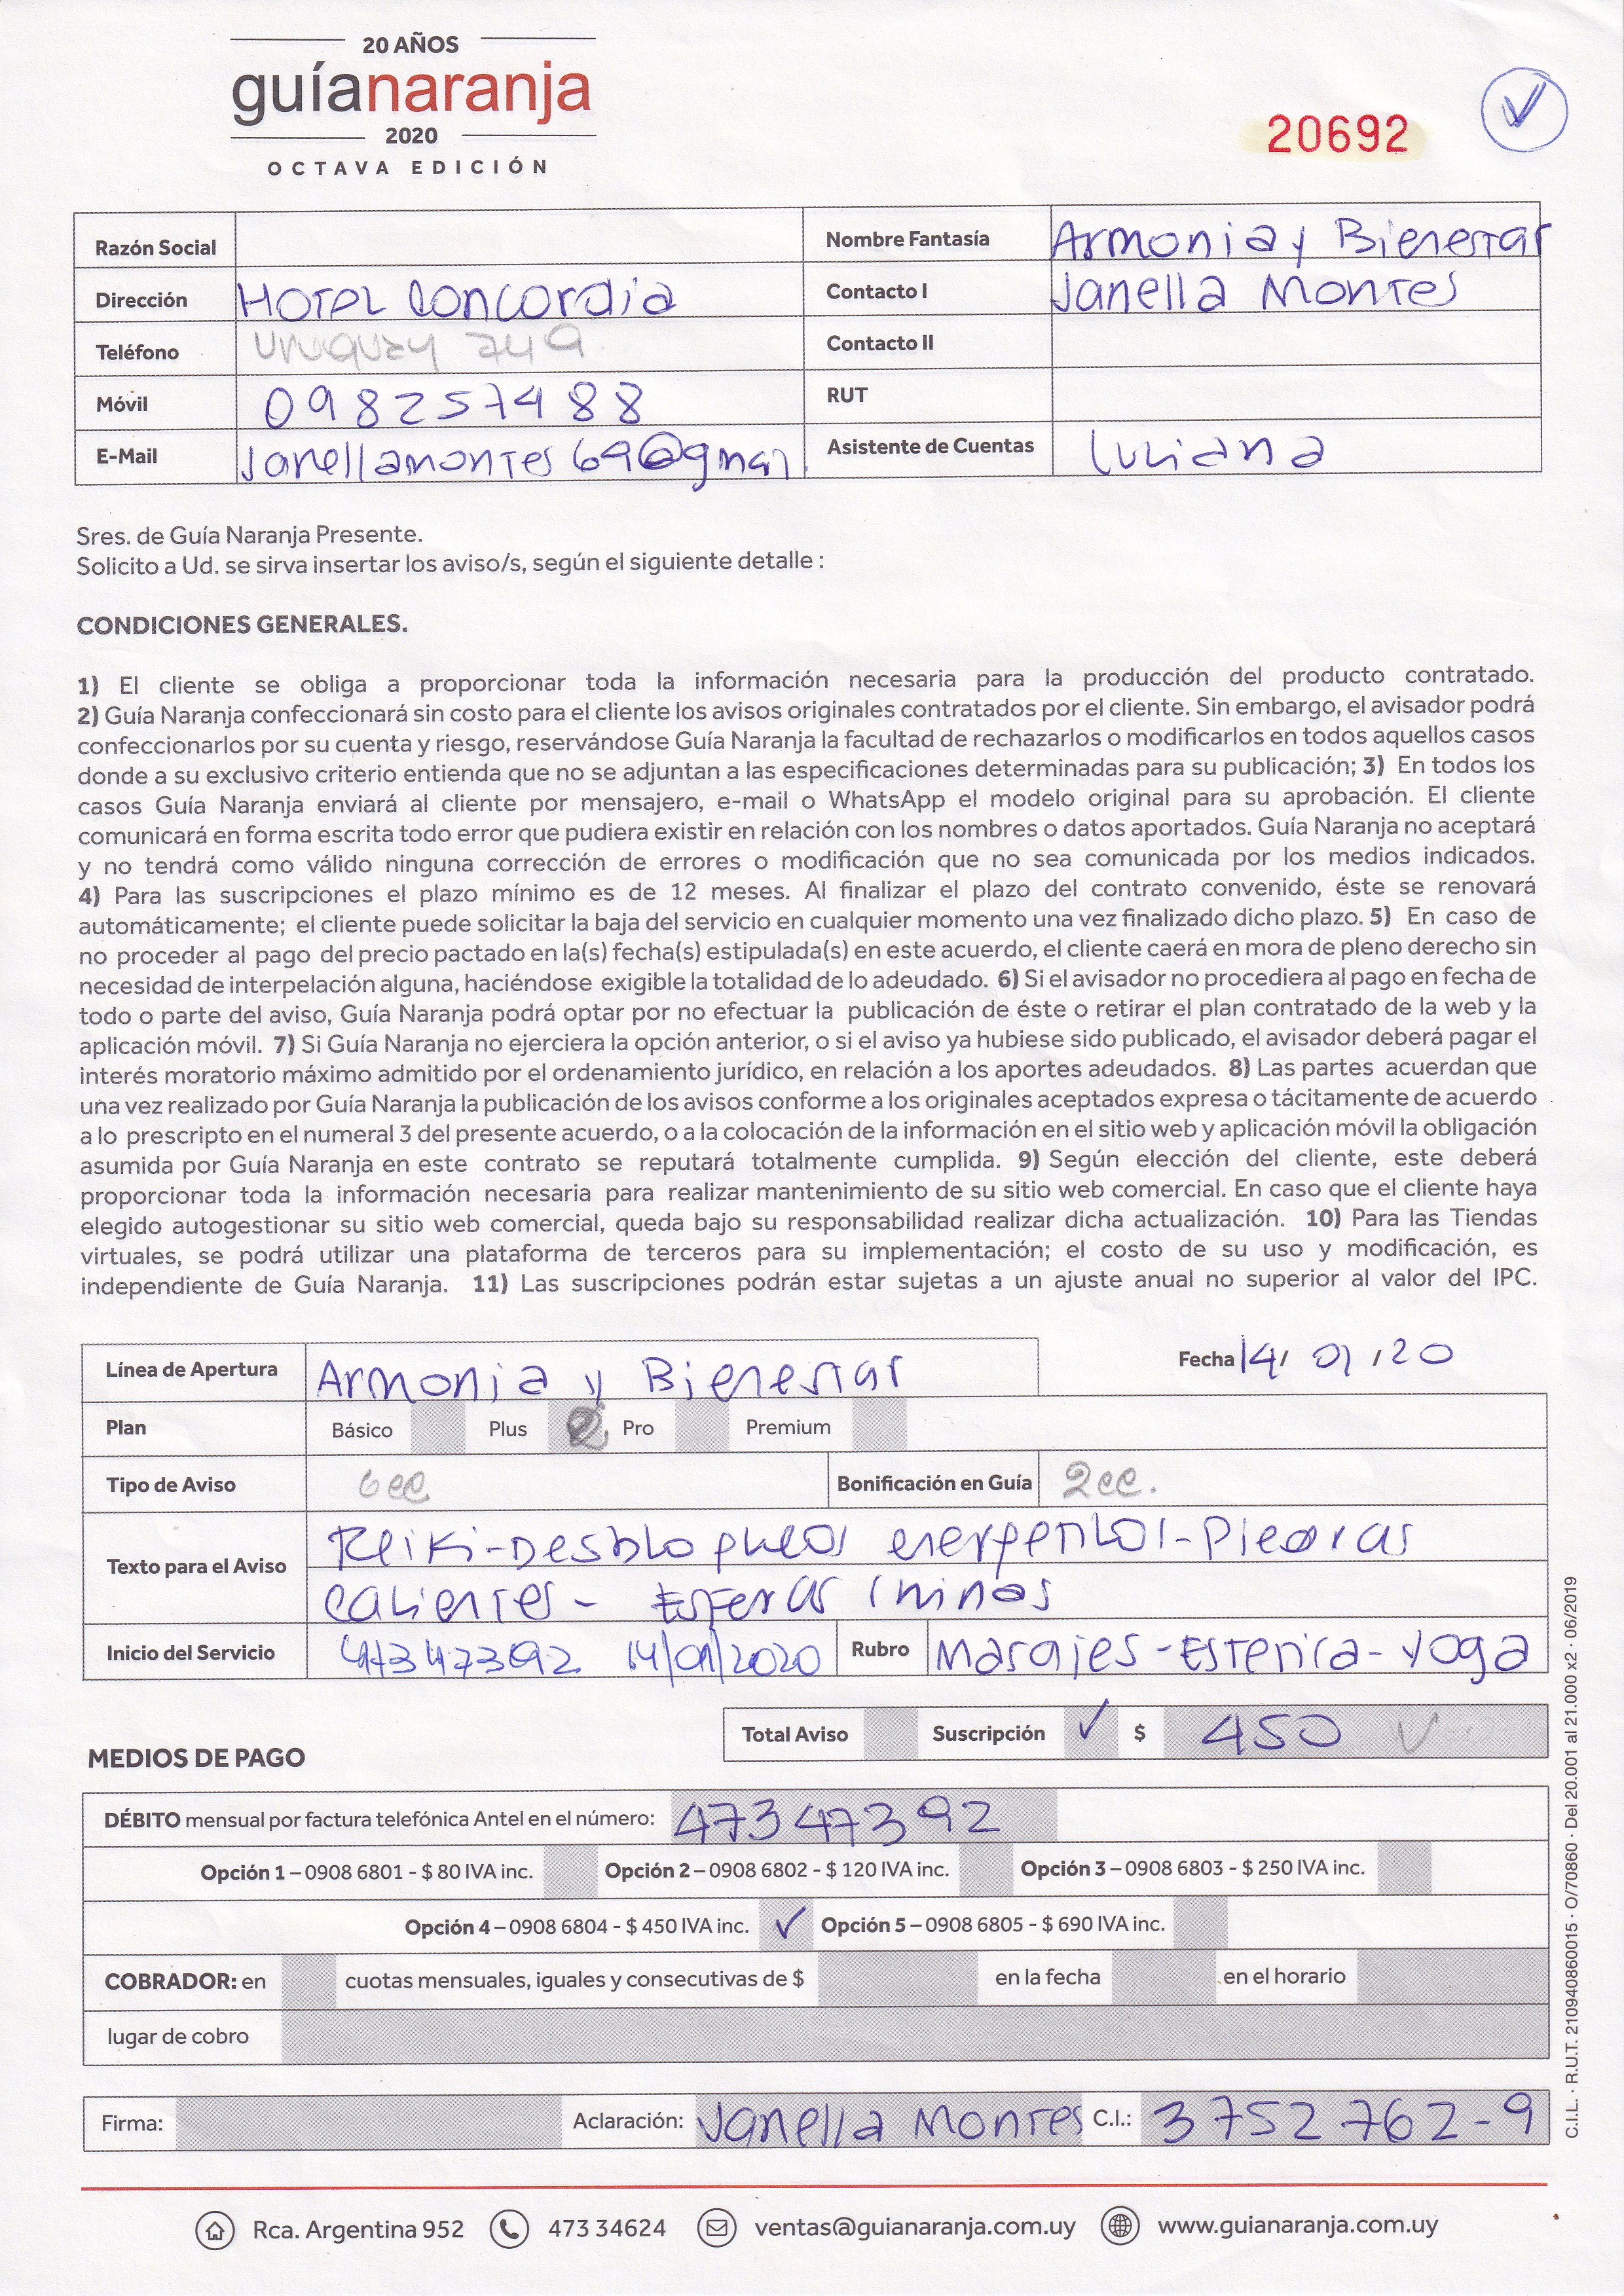 20 AÑOS
guíanaranja
2020
OCTAVA EDICIÓN
20692
Razón Social
Nombre Fantasía Armonia y Bienestar
Dirección Hotel Concordia
Contacto I Janella Montes
Teléfono Uruguay 749
Contacto II
Móvil 098257488
RUT
E-Mail Janellamontes69@gmai
Asistente de Cuentas Luciana
Sres. de Guía Naranja Presente.
Solicito a Ud. se sirva insertar los aviso/s, según el siguiente detalle :
CONDICIONES GENERALES.
1) El cliente se obliga a proporcionar toda la información necesaria para la producción del producto contratado.
2) Guía Naranja confeccionará sin costo para el cliente los avisos originales contratados por el cliente. Sin embargo, el avisador podrá
confeccionarlos por su cuenta y riesgo, reservándose Guía Naranja la facultad de rechazarlos o modificarlos en todos aquellos casos
donde a su exclusivo criterio entienda que no se adjuntan a las especificaciones determinadas para su publicación; 3) En todos los
casos Guía Naranja enviará al cliente por mensajero, e-mail o WhatsApp el modelo original para su aprobación. El cliente
comunicará en forma escrita todo error que pudiera existir en relación con los nombres o datos aportados. Guía Naranja no aceptará
y no tendrá como válido ninguna corrección de errores o modificación que no sea comunicada por los medios indicados.
4) Para las suscripciones el plazo mínimo es de 12 meses. Al finalizar el plazo del contrato convenido, éste se renovará
automáticamente; el cliente puede solicitar la baja del servicio en cualquier momento una vez finalizado dicho plazo. 5) En caso de
no proceder al pago del precio pactado en la(s) fecha(s) estipulada(s) en este acuerdo, el cliente caerá en mora de pleno derecho sin
necesidad de interpelación alguna, haciéndose exigible la totalidad de lo adeudado. 6) Si el avisador no procediera al pago en fecha de
todo o parte del aviso, Guía Naranja podrá optar por no efectuar la publicación de éste o retirar el plan contratado de la web y la
aplicación móvil. 7) Si Guía Naranja no ejerciera la opción anterior, o si el aviso ya hubiese sido publicado, el avisador deberá pagar el
interés moratorio máximo admitido por el ordenamiento jurídico, en relación a los aportes adeudados. 8) Las partes acuerdan que
una vez realizado por Guía Naranja la publicación de los avisos conforme a los originales aceptados expresa o tácitamente de acuerdo
a lo prescripto en el numeral 3 del presente acuerdo, o a la colocación de la información en el sitio web y aplicación móvil la obligación
asumida por Guía Naranja en este contrato se reputará totalmente cumplida. 9) Según elección del cliente, este deberá
proporcionar toda la información necesaria para realizar mantenimiento de su sitio web comercial. En caso que el cliente haya
elegido autogestionar su sitio web comercial, queda bajo su responsabilidad realizar dicha actualización. 10) Para las Tiendas
virtuales, se podrá utilizar una plataforma de terceros para su implementación; el costo de su uso y modificación, es
independiente de Guía Naranja. 11) Las suscripciones podrán estar sujetas a un ajuste anual no superior al valor del IPC.
Línea de Apertura Armonia y Bienestar
Fecha 14/ 01 /20
Plan Básico Plus Pro Premium
Tipo de Aviso 6cc
Bonificación en Guía 2cc.
Texto para el Aviso Reiki-Desbloqueos energeticos-Piedras
calientes - Esferas chinas
Inicio del Servicio 47347392 14/01/2020
Rubro Masajes-Estetica-Yoga
Total Aviso Suscripción ✓ $ 450
MEDIOS DE PAGO
DÉBITO mensual por factura telefónica Antel en el número: 47347392
Opción 1 – 0908 6801 - $ 80 IVA inc. Opción 2 – 0908 6802 - $ 120 IVA inc. Opción 3 – 0908 6803 - $ 250 IVA inc.
Opción 4 – 0908 6804 - $ 450 IVA inc. ✓ Opción 5 – 0908 6805 - $ 690 IVA inc.
COBRADOR: en cuotas mensuales, iguales y consecutivas de $ en la fecha en el horario
lugar de cobro
Firma: Aclaración: Janella Montes C.I.: 3752762-9
C.I.L. · R.U.T. 210940860015 · O/70860 · Del 20.001 al 21.000 x2 · 06/2019
Rca. Argentina 952 473 34624 ventas@guianaranja.com.uy www.guianaranja.com.uy